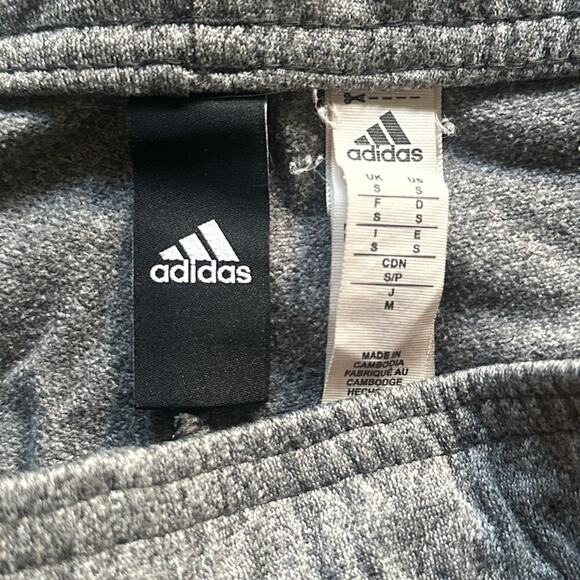 adidas
adidas
UK US
S S
F D
S S
I E
S S
CDN
S/P
J
M
MADE IN
CAMBODIA
FABRIQUÉ AU
CAMBODGE